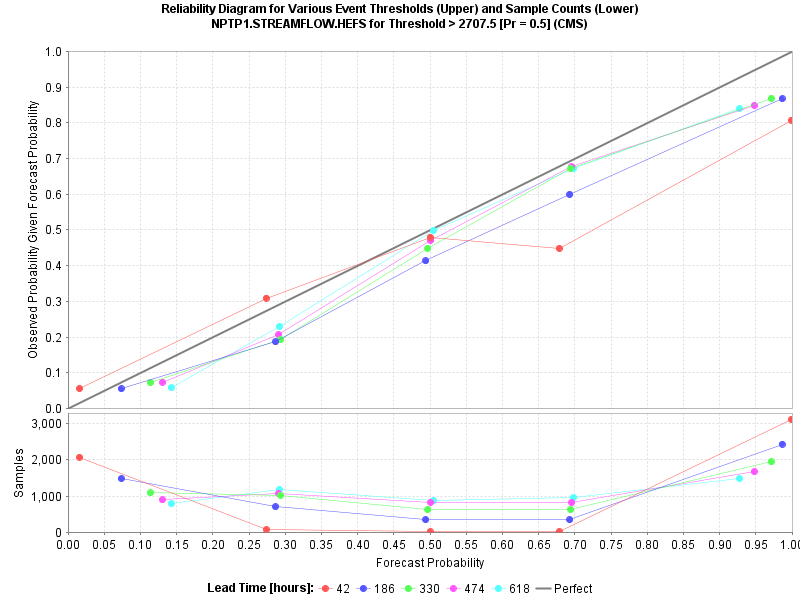 Reliability Diagram for Various Event Thresholds (Upper) and Sample Counts (Lower)
NPTP1.STREAMFLOW.HEFS for Threshold > 2707.5 [Pr = 0.5] (CMS)
Observed Probability Given Forecast Probability
1.0
0.9
0.8
0.7
0.6
0.5
0.4
0.3
0.2
0.1
0.0
Samples
3,000
2,000
1,000
0
0.00 0.05 0.10 0.15 0.20 0.25 0.30 0.35 0.40 0.45 0.50 0.55 0.60 0.65 0.70 0.75 0.80 0.85 0.90 0.95 1.00
Forecast Probability
Lead Time [hours]: 42 186 330 474 618 Perfect